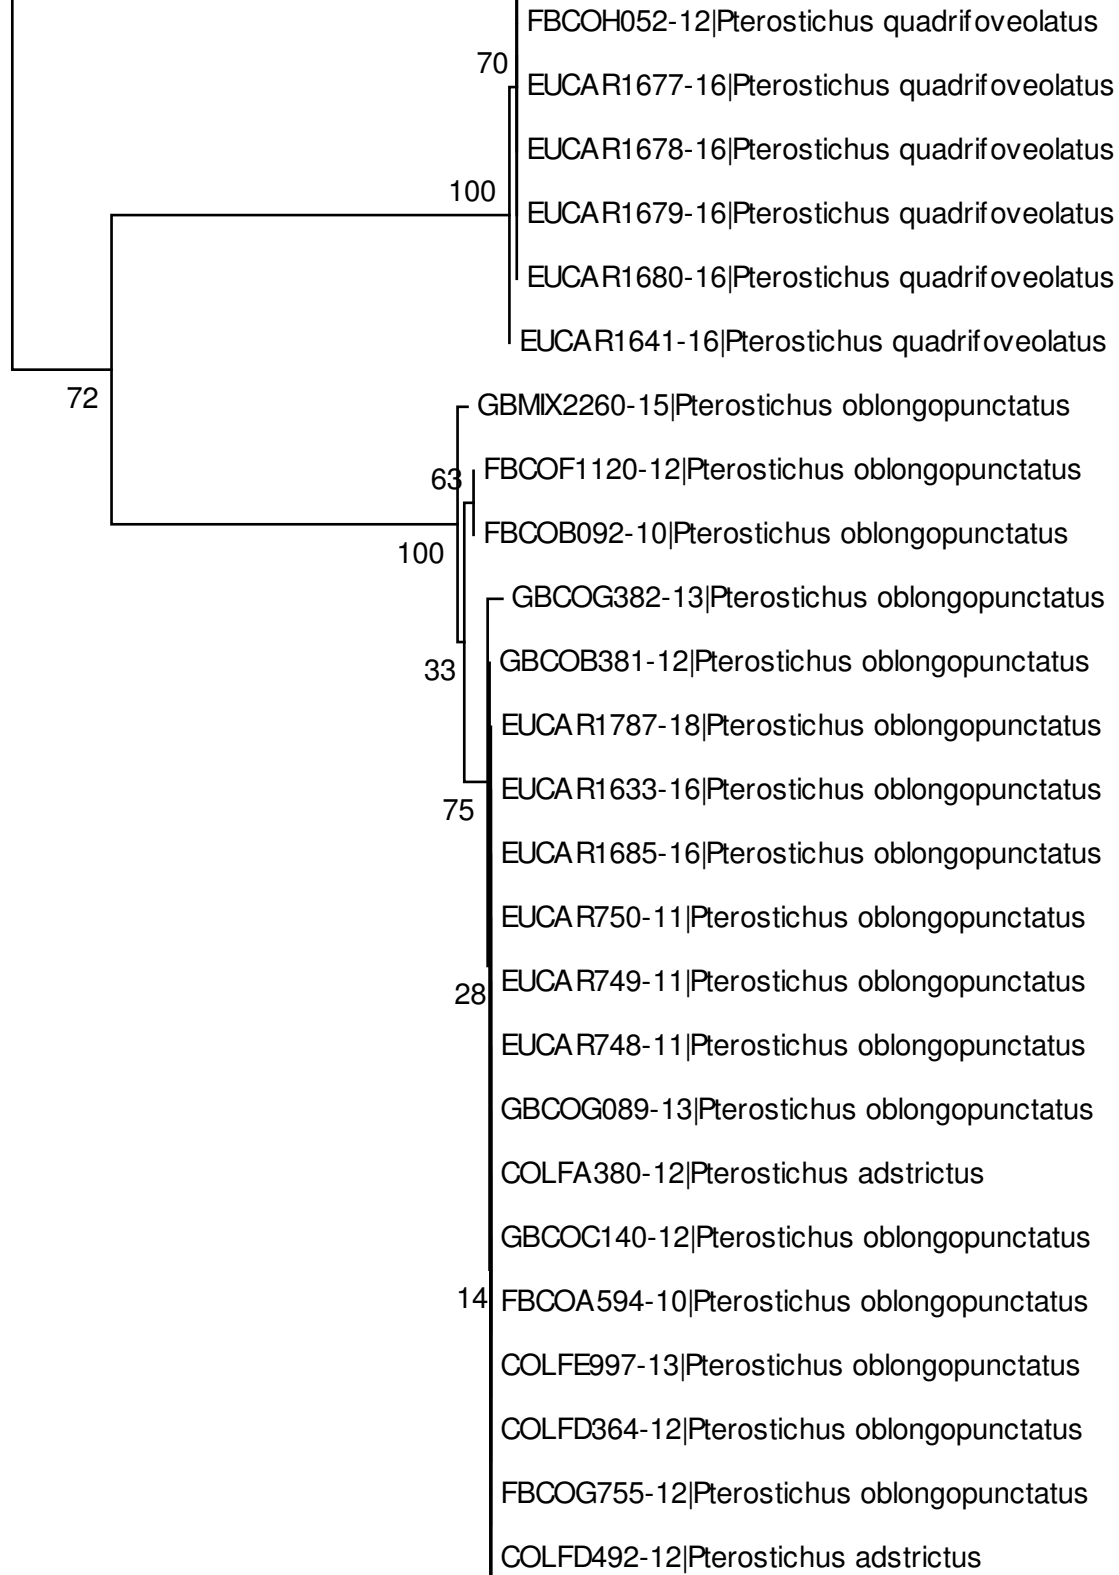 FBCOH052-12|Pterostichus quadrifoveolatus
70
EUCAR1677-16|Pterostichus quadrifoveolatus
EUCAR1678-16|Pterostichus quadrifoveolatus
100
EUCAR1679-16|Pterostichus quadrifoveolatus
EUCAR1680-16|Pterostichus quadrifoveolatus
EUCAR1641-16|Pterostichus quadrifoveolatus
72
GBMIX2260-15|Pterostichus oblongopunctatus
63
FBCOF1120-12|Pterostichus oblongopunctatus
FBCOB092-10|Pterostichus oblongopunctatus
100
GBCOG382-13|Pterostichus oblongopunctatus
GBCOB381-12|Pterostichus oblongopunctatus
33
EUCAR1787-18|Pterostichus oblongopunctatus
EUCAR1633-16|Pterostichus oblongopunctatus
75
EUCAR1685-16|Pterostichus oblongopunctatus
EUCAR750-11|Pterostichus oblongopunctatus
EUCAR749-11|Pterostichus oblongopunctatus
28
EUCAR748-11|Pterostichus oblongopunctatus
GBCOG089-13|Pterostichus oblongopunctatus
COLFA380-12|Pterostichus adstrictus
GBCOC140-12|Pterostichus oblongopunctatus
14
FBCOA594-10|Pterostichus oblongopunctatus
COLFE997-13|Pterostichus oblongopunctatus
COLFD364-12|Pterostichus oblongopunctatus
FBCOG755-12|Pterostichus oblongopunctatus
COLFD492-12|Pterostichus adstrictus